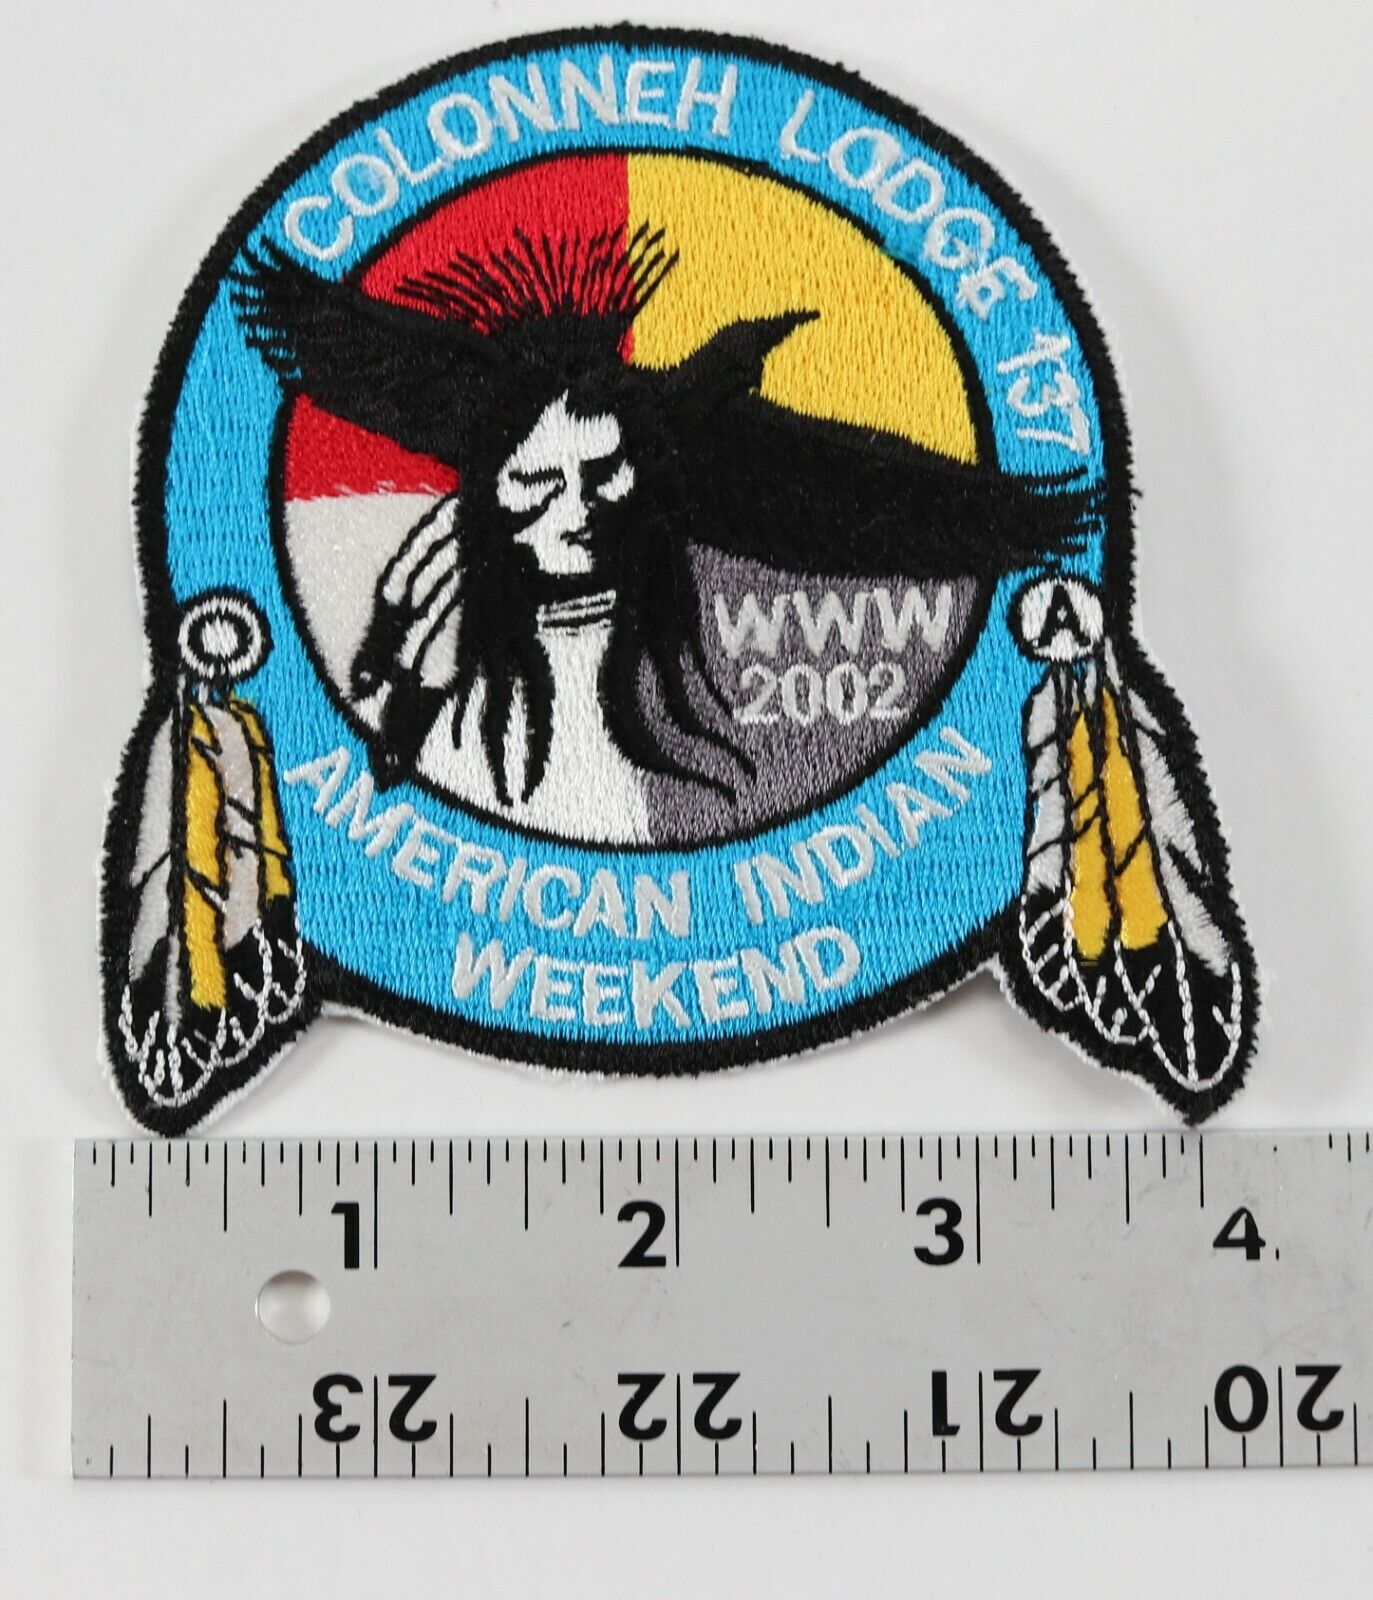 COLONNEH LODGE 137
WWW
2002
O A
AMERICAN INDIAN
WEEKEND
1 2 3 4
23 22 21 20